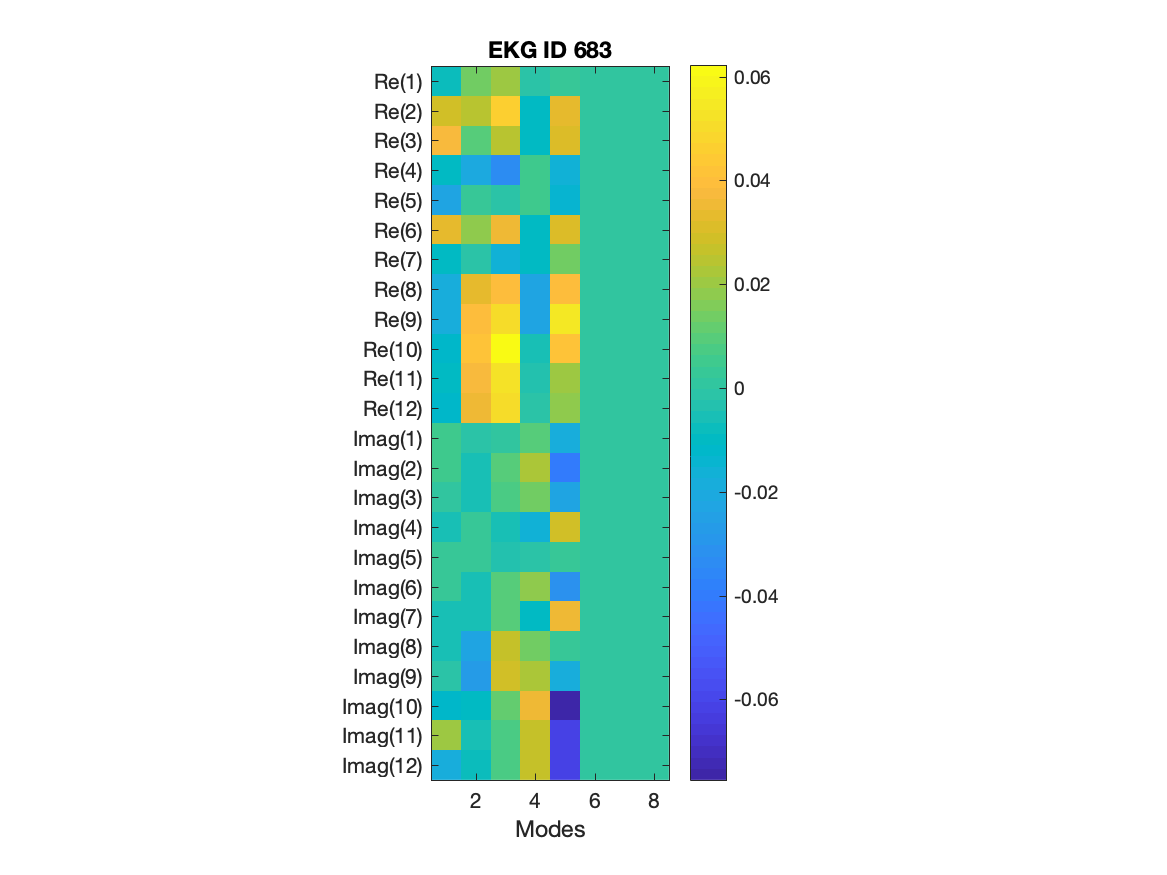 EKG ID 683
Re(1)
Re(2)
Re(3)
Re(4)
Re(5)
Re(6)
Re(7)
Re(8)
Re(9)
Re(10)
Re(11)
Re(12)
Imag(1)
Imag(2)
Imag(3)
Imag(4)
Imag(5)
Imag(6)
Imag(7)
Imag(8)
Imag(9)
Imag(10)
Imag(11)
Imag(12)
2 4 6 8
Modes
0.06
0.04
0.02
0
-0.02
-0.04
-0.06